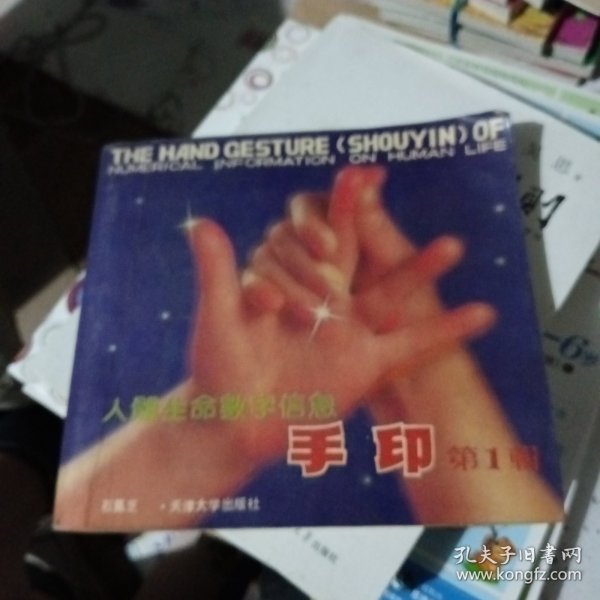 THE HAND GESTURE (SHOUYIN) OF
NUMERICAL INFORMATION ON HUMAN LIFE
人体生命数字信息
手印 第1辑
天津大学出版社
孔夫子旧书网
www.kongfz.com